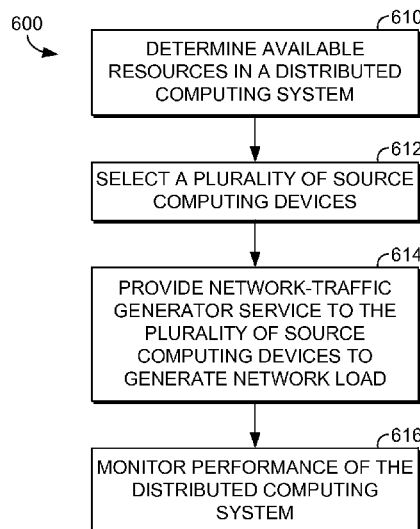 600
610
DETERMINE AVAILABLE
RESOURCES IN A DISTRIBUTED
COMPUTING SYSTEM
612
SELECT A PLURALITY OF SOURCE
COMPUTING DEVICES
614
PROVIDE NETWORK-TRAFFIC
GENERATOR SERVICE TO THE
PLURALITY OF SOURCE
COMPUTING DEVICES TO
GENERATE NETWORK LOAD
616
MONITOR PERFORMANCE OF THE
DISTRIBUTED COMPUTING
SYSTEM